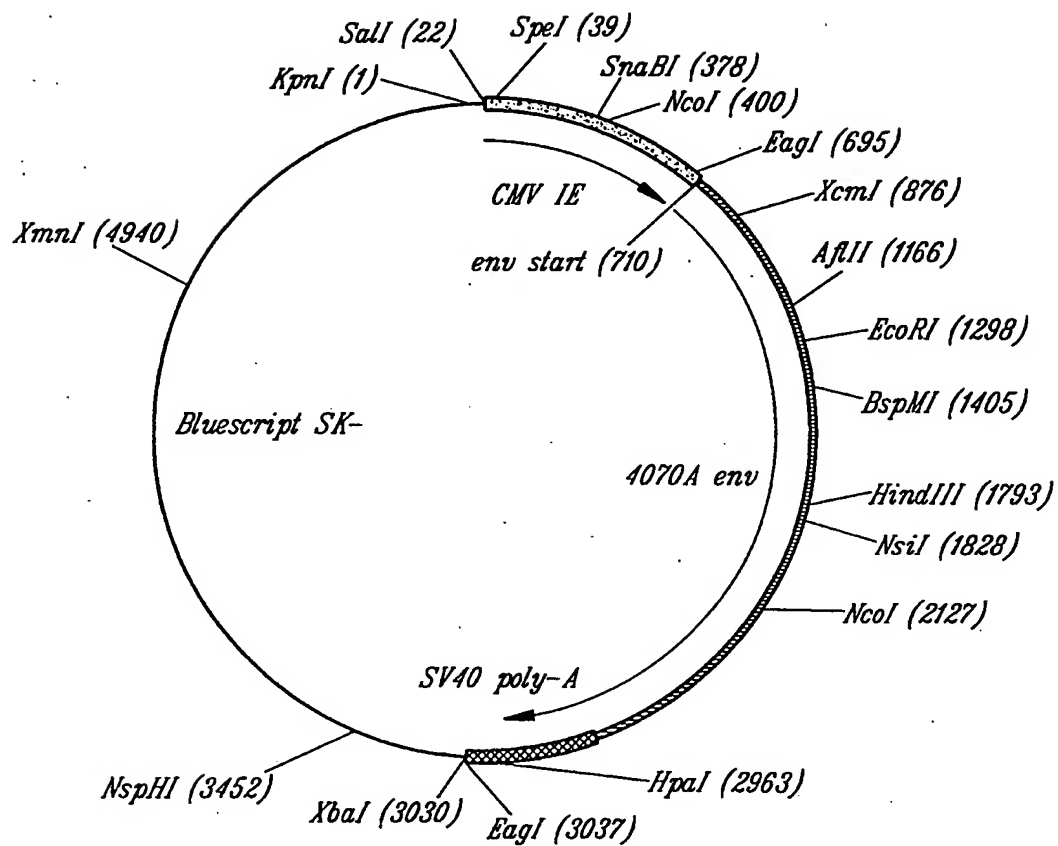 SalI (22)
SpeI (39)
SnaBI (378)
KpnI (1)
NcoI (400)
EagI (695)
XcmI (876)
CMV IE
XmnI (4940)
env start (710)
AflII (1166)
EcoRI (1298)
BspMI (1405)
Bluescript SK-
4070A env
HindIII (1793)
NsiI (1828)
NcoI (2127)
SV40 poly-A
NspHI (3452)
HpaI (2963)
XbaI (3030)
EagI (3037)